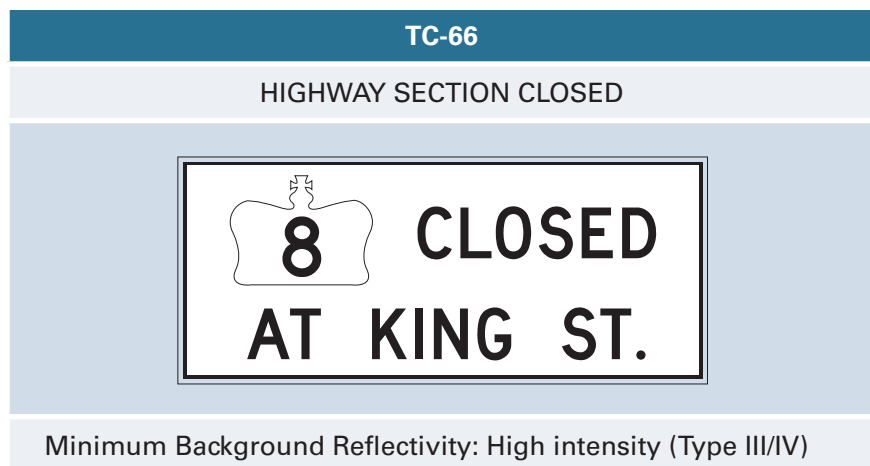 TC-66
HIGHWAY SECTION CLOSED
8 CLOSED
AT KING ST.
Minimum Background Reflectivity: High intensity (Type III/IV)